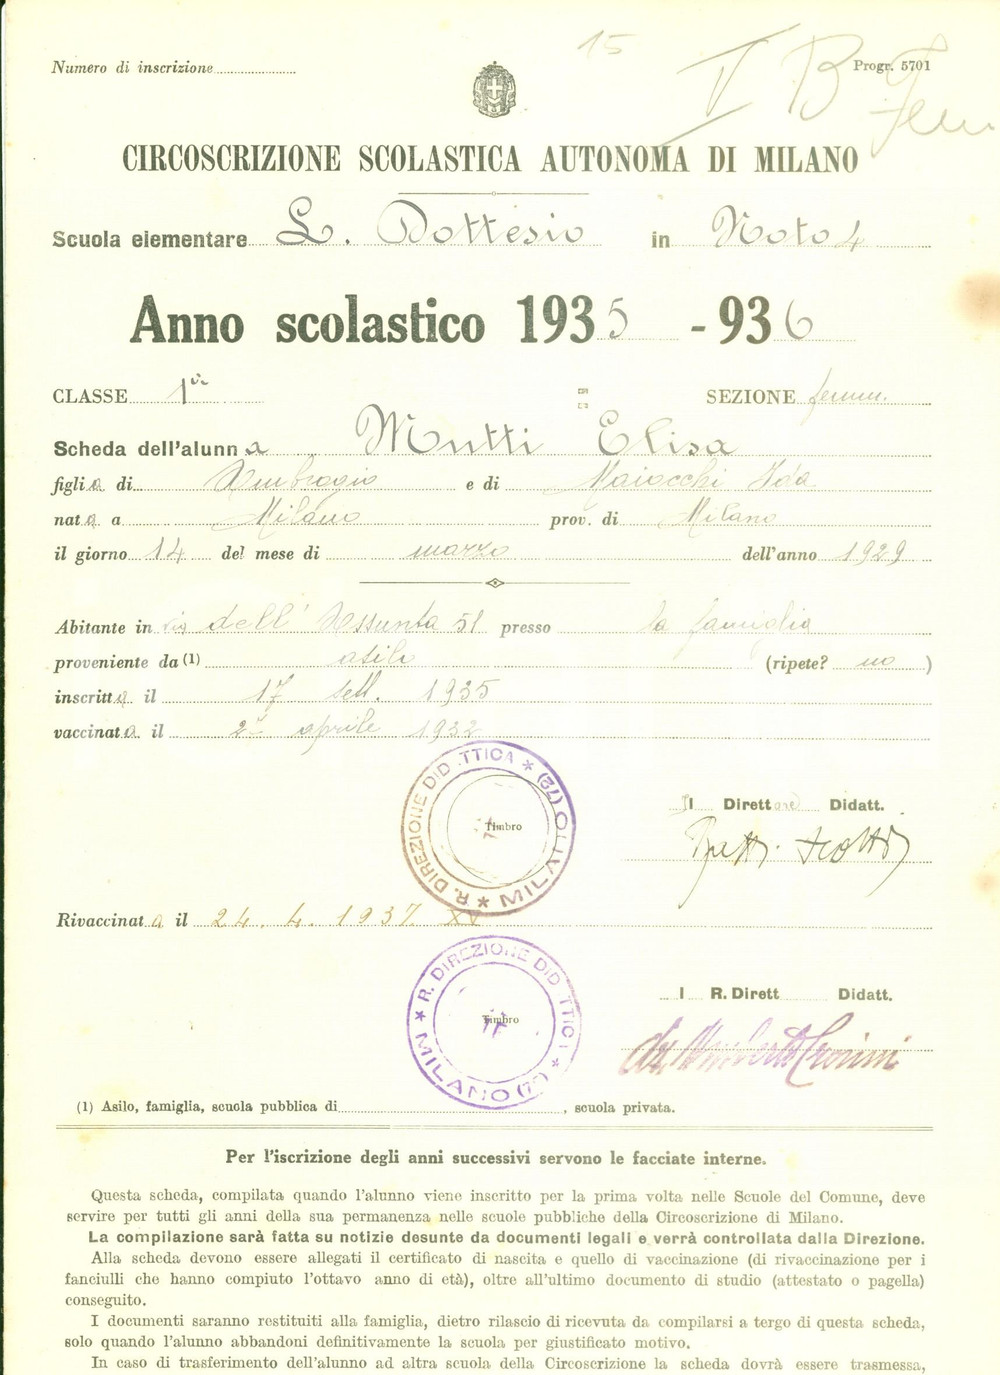 15 V B Fem
Numero di inscrizione Progr. 5701
CIRCOSCRIZIONE SCOLASTICA AUTONOMA DI MILANO
Scuola elementare L. Dottesio in Noto 4
Anno scolastico 1935 - 936
CLASSE 1ª SEZIONE femm.
Scheda dell'alunna Mutti Elisa
figlia di Ambrogio e di Maiocchi Ida
nata a Milano prov. di Milano
il giorno 14 del mese di marzo dell'anno 1929
Abitante in via dell'Assunta 51 presso la famiglia
proveniente da (1) asilo (ripete? no)
inscritta il 17 sett. 1935
vaccinata il aprile 1932
R. DIREZIONE DID TTICA * MILANO *
Timbro
Il Direttore Didatt.
Rivaccinata il 24. 4. 1937 XV
* R. DIREZIONE DID TTICA * MILANO
Timbro
I R. Dirett Didatt.
(1) Asilo, famiglia, scuola pubblica di , scuola privata.
Per l'iscrizione degli anni successivi servono le facciate interne.
Questa scheda, compilata quando l'alunno viene inscritto per la prima volta nelle Scuole del Comune, deve
servire per tutti gli anni della sua permanenza nelle scuole pubbliche della Circoscrizione di Milano.
La compilazione sarà fatta su notizie desunte da documenti legali e verrà controllata dalla Direzione.
Alla scheda devono essere allegati il certificato di nascita e quello di vaccinazione (di rivaccinazione per i
fanciulli che hanno compiuto l'ottavo anno di età), oltre all'ultimo documento di studio (attestato o pagella)
conseguito.
I documenti saranno restituiti alla famiglia, dietro rilascio di ricevuta da compilarsi a tergo di questa scheda,
solo quando l'alunno abbandoni definitivamente la scuola per giustificato motivo.
In caso di trasferimento dell'alunno ad altra scuola della Circoscrizione la scheda dovrà essere trasmessa,